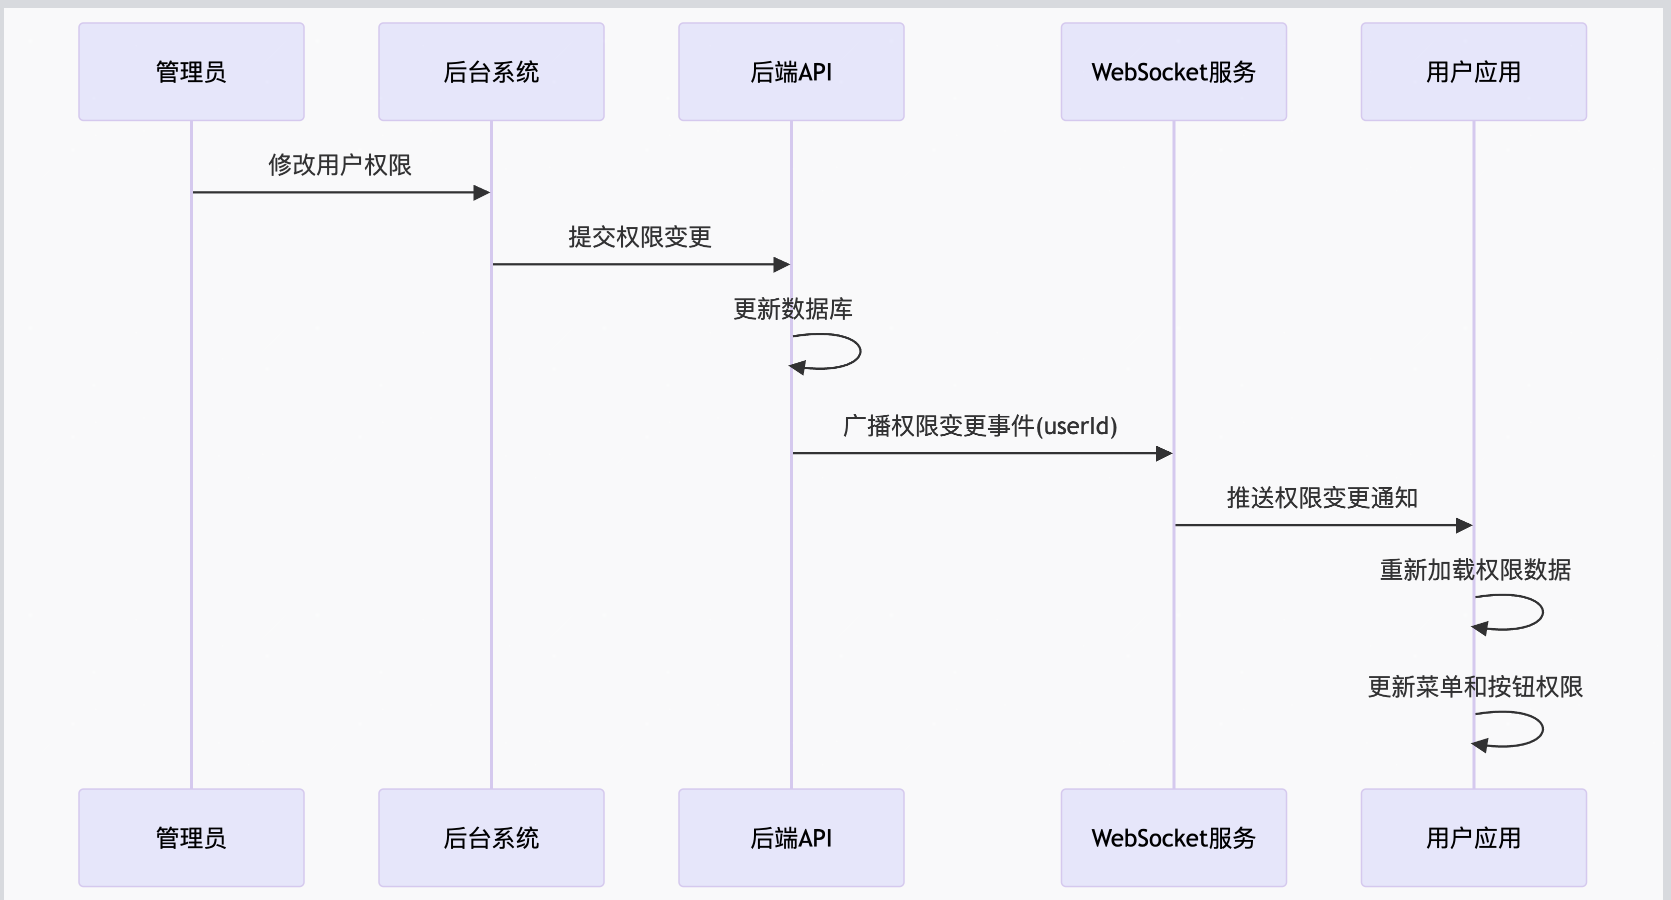 管理员
后台系统
后端API
WebSocket服务
用户应用
修改用户权限
提交权限变更
更新数据库
广播权限变更事件(userId)
推送权限变更通知
重新加载权限数据
更新菜单和按钮权限
管理员
后台系统
后端API
WebSocket服务
用户应用